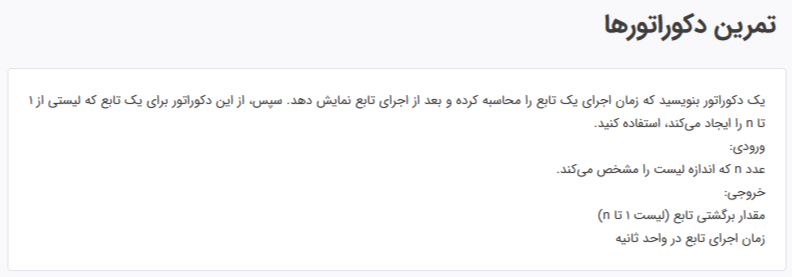 تمرین دکوراتورها
یک دکوراتور بنویسید که زمان اجرای یک تابع را محاسبه کرده و بعد از اجرای تابع نمایش دهد. سپس، از این دکوراتور برای یک تابع که لیستی از ۱
تا n را ایجاد می‌کند، استفاده کنید.
ورودی:
عدد n که اندازه لیست را مشخص می‌کند.
خروجی:
مقدار برگشتی تابع (لیست ۱ تا n)
زمان اجرای تابع در واحد ثانیه